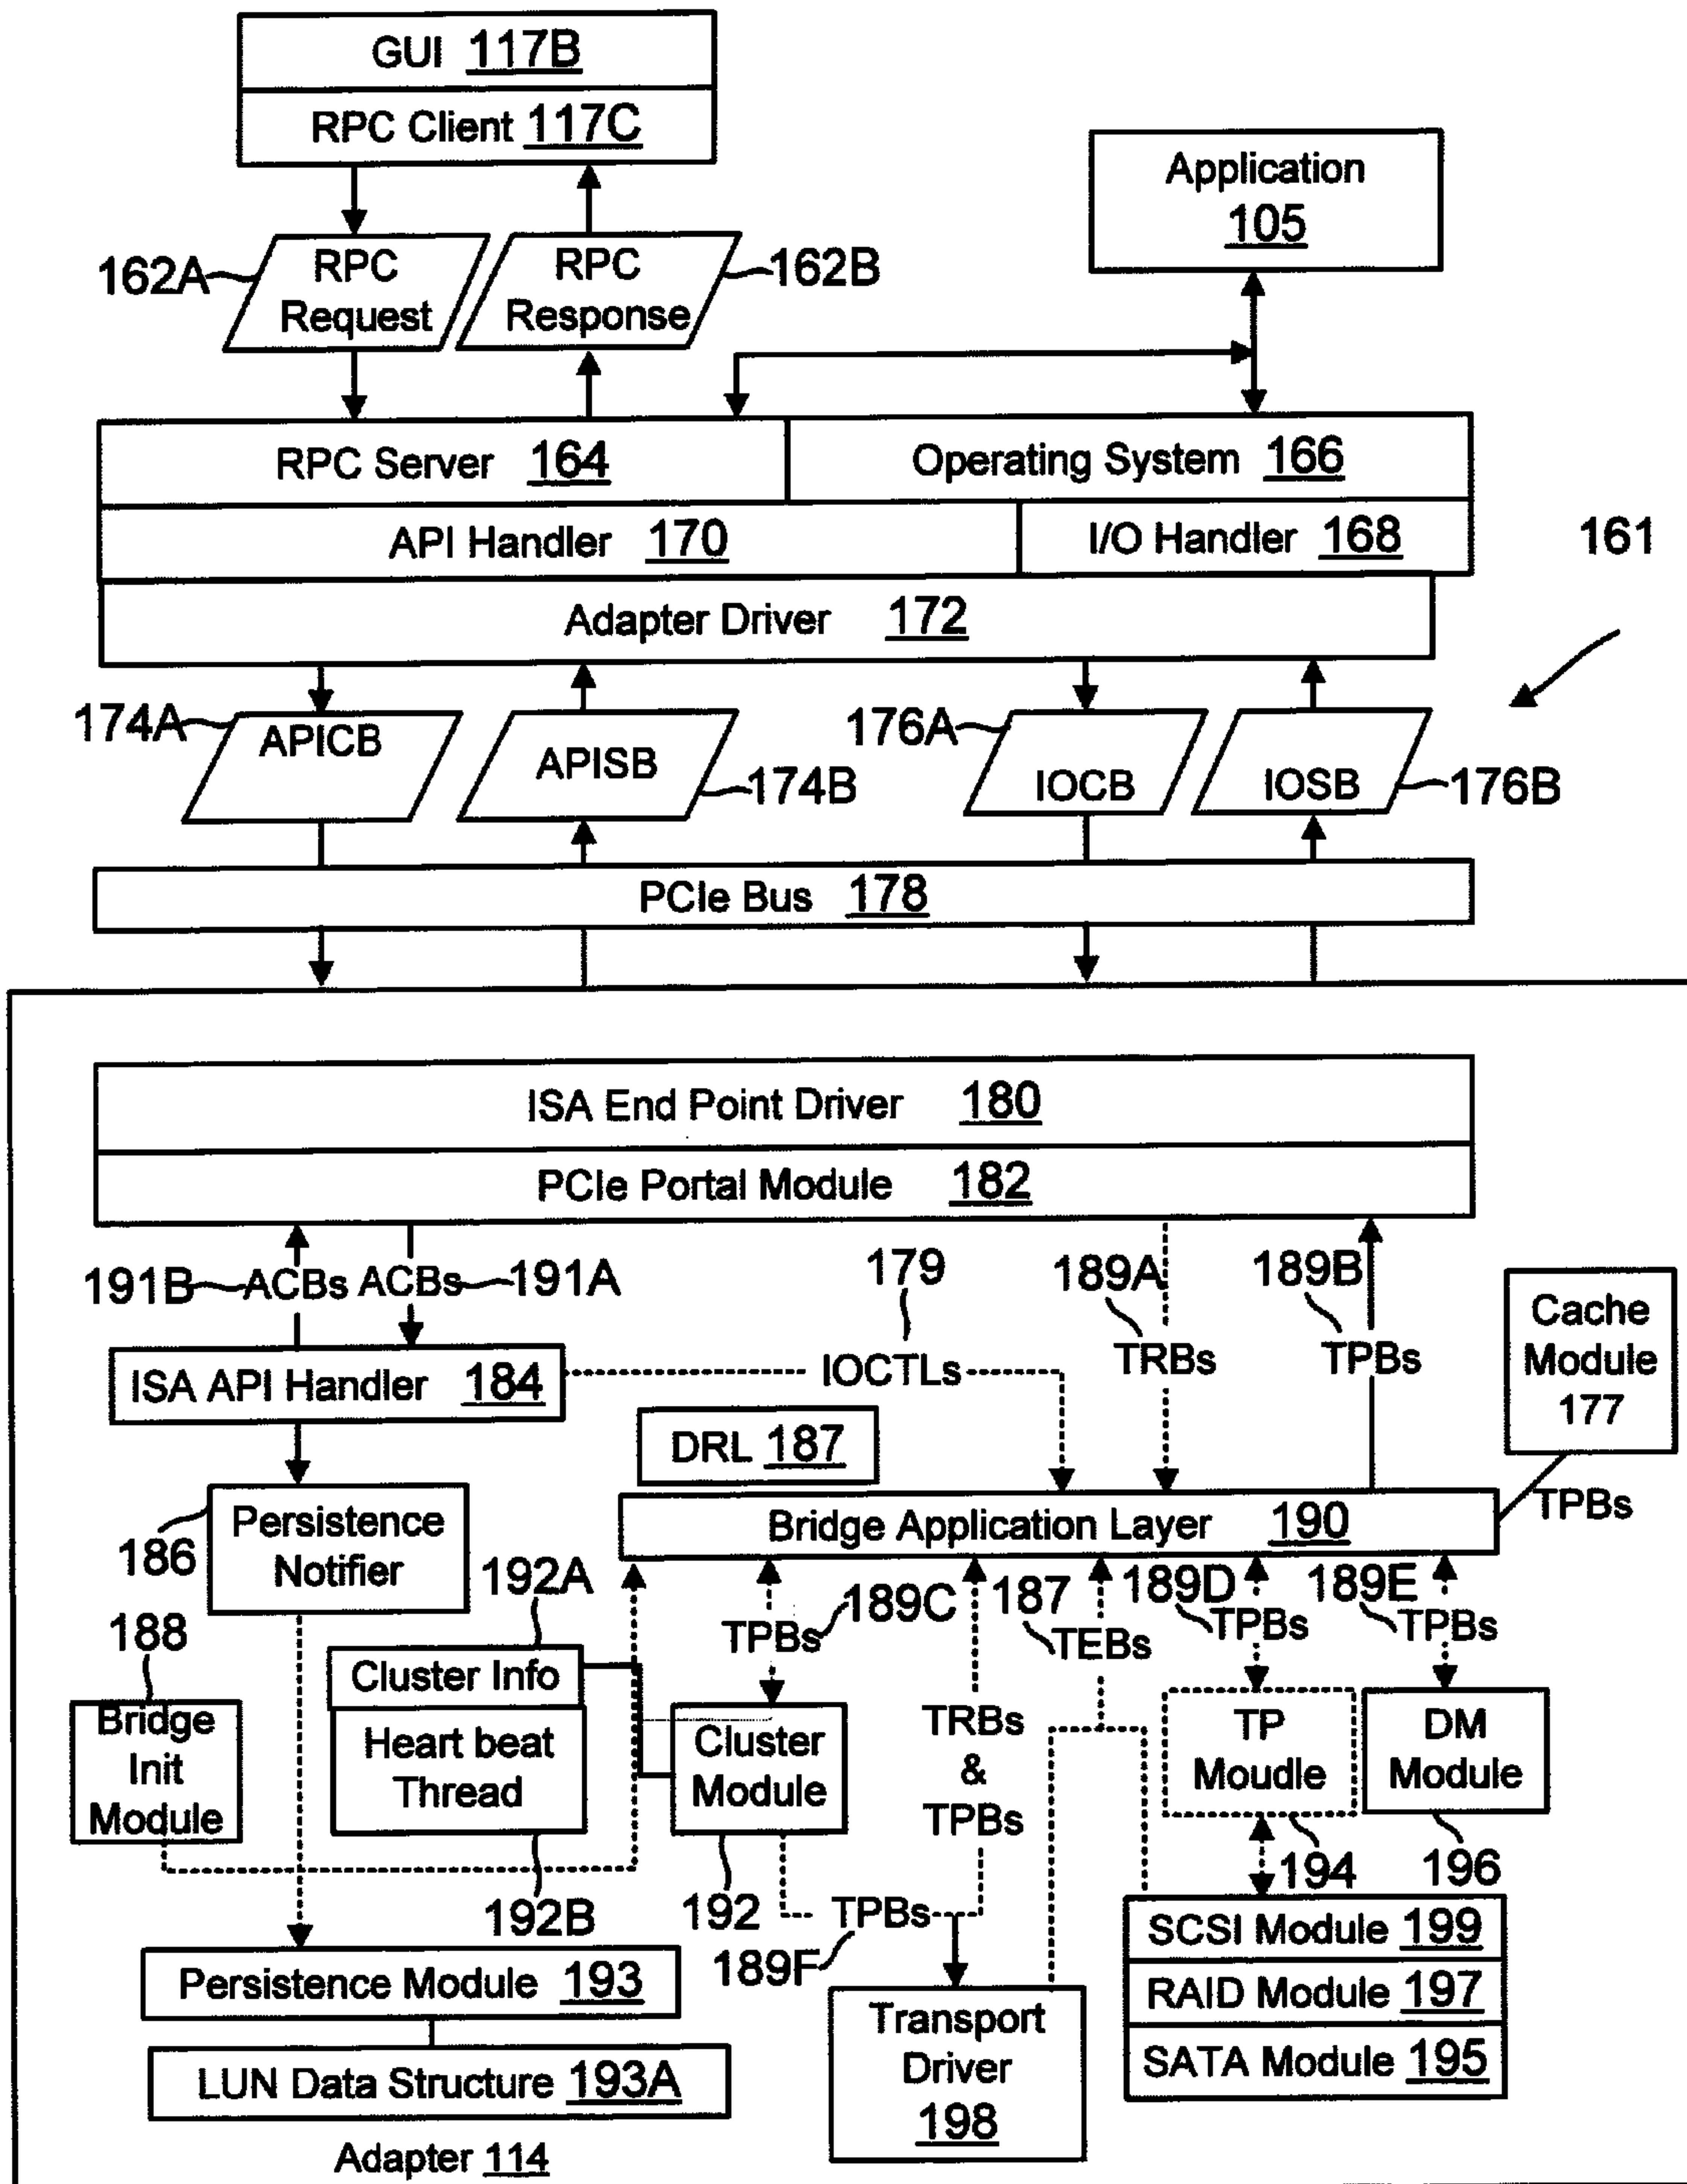 GUI 117B
RPC Client 117C
Application
105
162A
RPC
Request
RPC
Response
162B
RPC Server 164
Operating System 166
API Handler 170
I/O Handler 168
161
Adapter Driver 172
174A
APICB
APISB
174B
176A
IOCB
IOSB
176B
PCIe Bus 178
ISA End Point Driver 180
PCIe Portal Module 182
191B
ACBs
ACBs
191A
179
189A
189B
Cache
Module
177
IOCTLs
TRBs
TPBs
ISA API Handler 184
DRL 187
TPBs
Bridge Application Layer 190
Persistence
Notifier
186
192A
189C
187
189D
189E
188
TPBs
TEBs
TPBs
TPBs
Cluster Info
Heart beat
Thread
Bridge
Init
Module
Cluster
Module
TRBs
&
TPBs
TP
Moudle
DM
Module
192B
192
TPBs
189F
194
196
SCSI Module 199
RAID Module 197
SATA Module 195
Persistence Module 193
LUN Data Structure 193A
Transport
Driver
198
Adapter 114